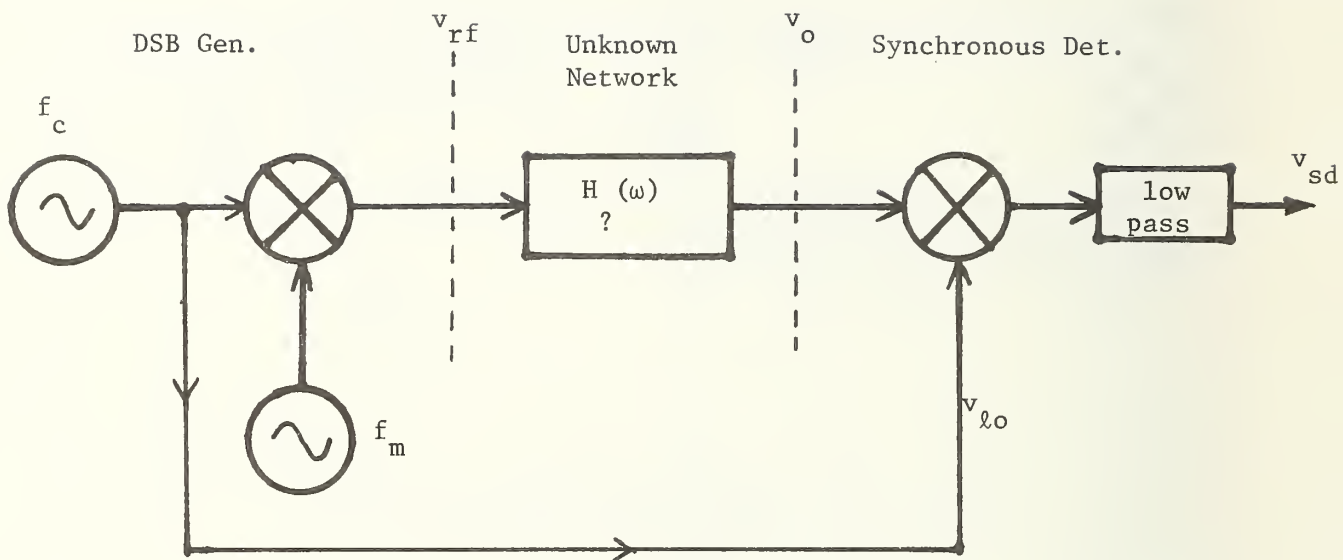 DSB Gen.
v_rf
Unknown
Network
v_o
Synchronous Det.
f_c
H (ω)
?
low
pass
v_sd
f_m
v_ℓo